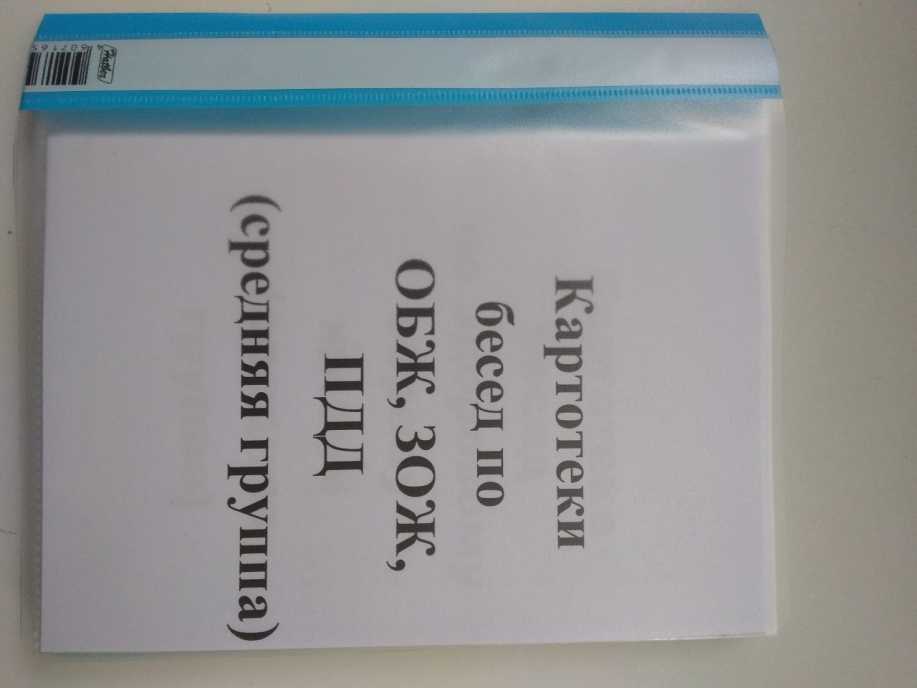 Картотеки
бесед по
ОБЖ, ЗОЖ,
ПДД
(средняя группа)